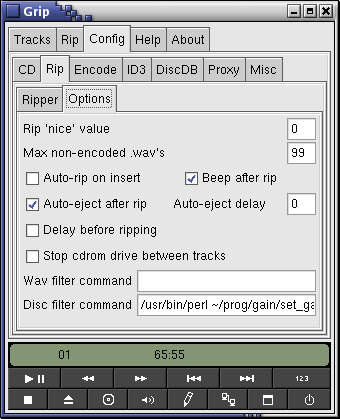 Grip
Tracks Rip Config Help About
CD Rip Encode ID3 DiscDB Proxy Misc
Ripper Options
Rip 'nice' value 0
Max non-encoded .wav's 99
Auto-rip on insert Beep after rip
Auto-eject after rip Auto-eject delay 0
Delay before ripping
Stop cdrom drive between tracks
Wav filter command
Disc filter command /usr/bin/perl ~/prog/gain/set_ga
01 65:55
123